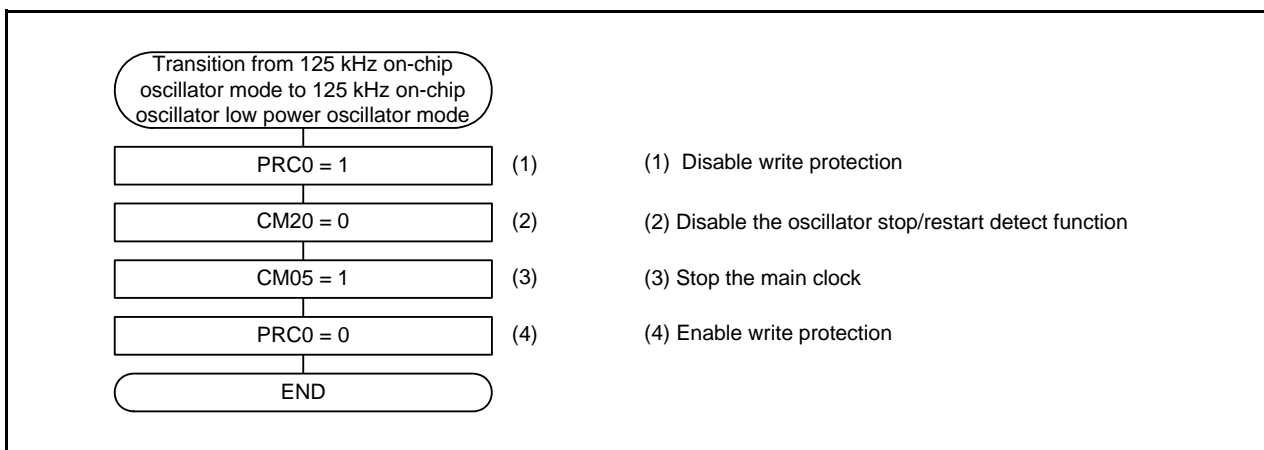 Transition from 125 kHz on-chip
oscillator mode to 125 kHz on-chip
oscillator low power oscillator mode
PRC0 = 1 (1) (1) Disable write protection
CM20 = 0 (2) (2) Disable the oscillator stop/restart detect function
CM05 = 1 (3) (3) Stop the main clock
PRC0 = 0 (4) (4) Enable write protection
END